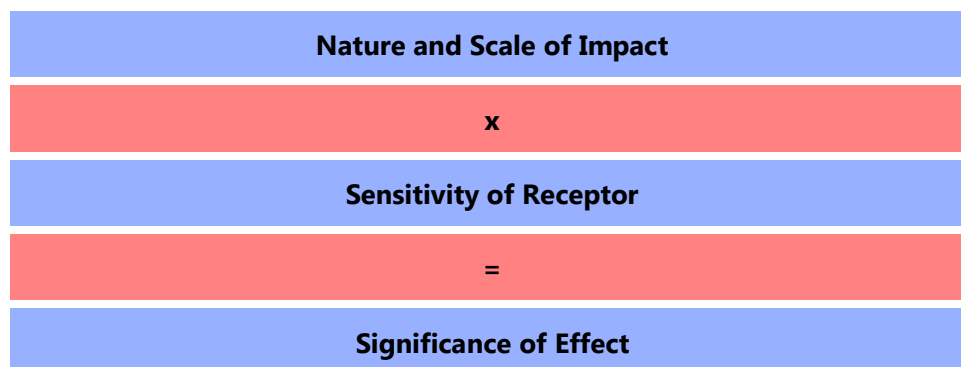 Nature and Scale of Impact
x
Sensitivity of Receptor
=
Significance of Effect